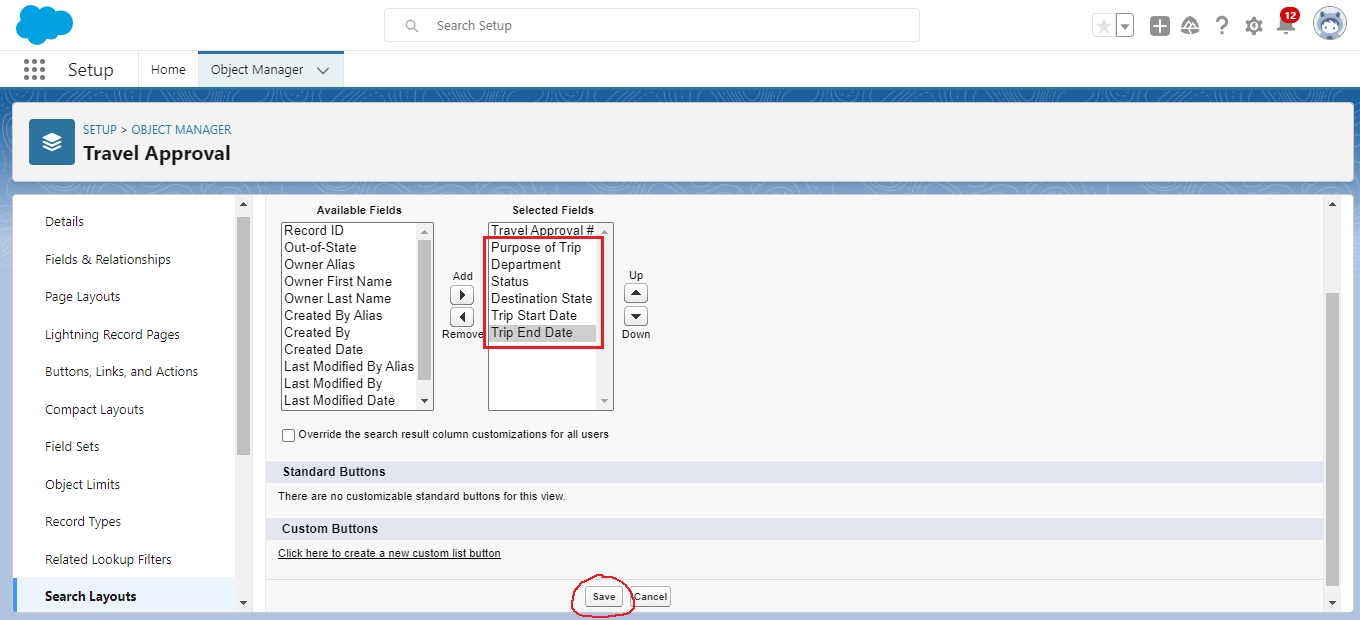 Search Setup
12
Setup
Home
Object Manager
SETUP > OBJECT MANAGER
Travel Approval
Details
Fields & Relationships
Page Layouts
Lightning Record Pages
Buttons, Links, and Actions
Compact Layouts
Field Sets
Object Limits
Record Types
Related Lookup Filters
Search Layouts
Available Fields
Record ID
Out-of-State
Owner Alias
Owner First Name
Owner Last Name
Created By Alias
Created By
Created Date
Last Modified By Alias
Last Modified By
Last Modified Date
Add
Remove
Selected Fields
Travel Approval #
Purpose of Trip
Department
Status
Destination State
Trip Start Date
Trip End Date
Up
Down
Override the search result column customizations for all users
Standard Buttons
There are no customizable standard buttons for this view.
Custom Buttons
Click here to create a new custom list button
Save
Cancel